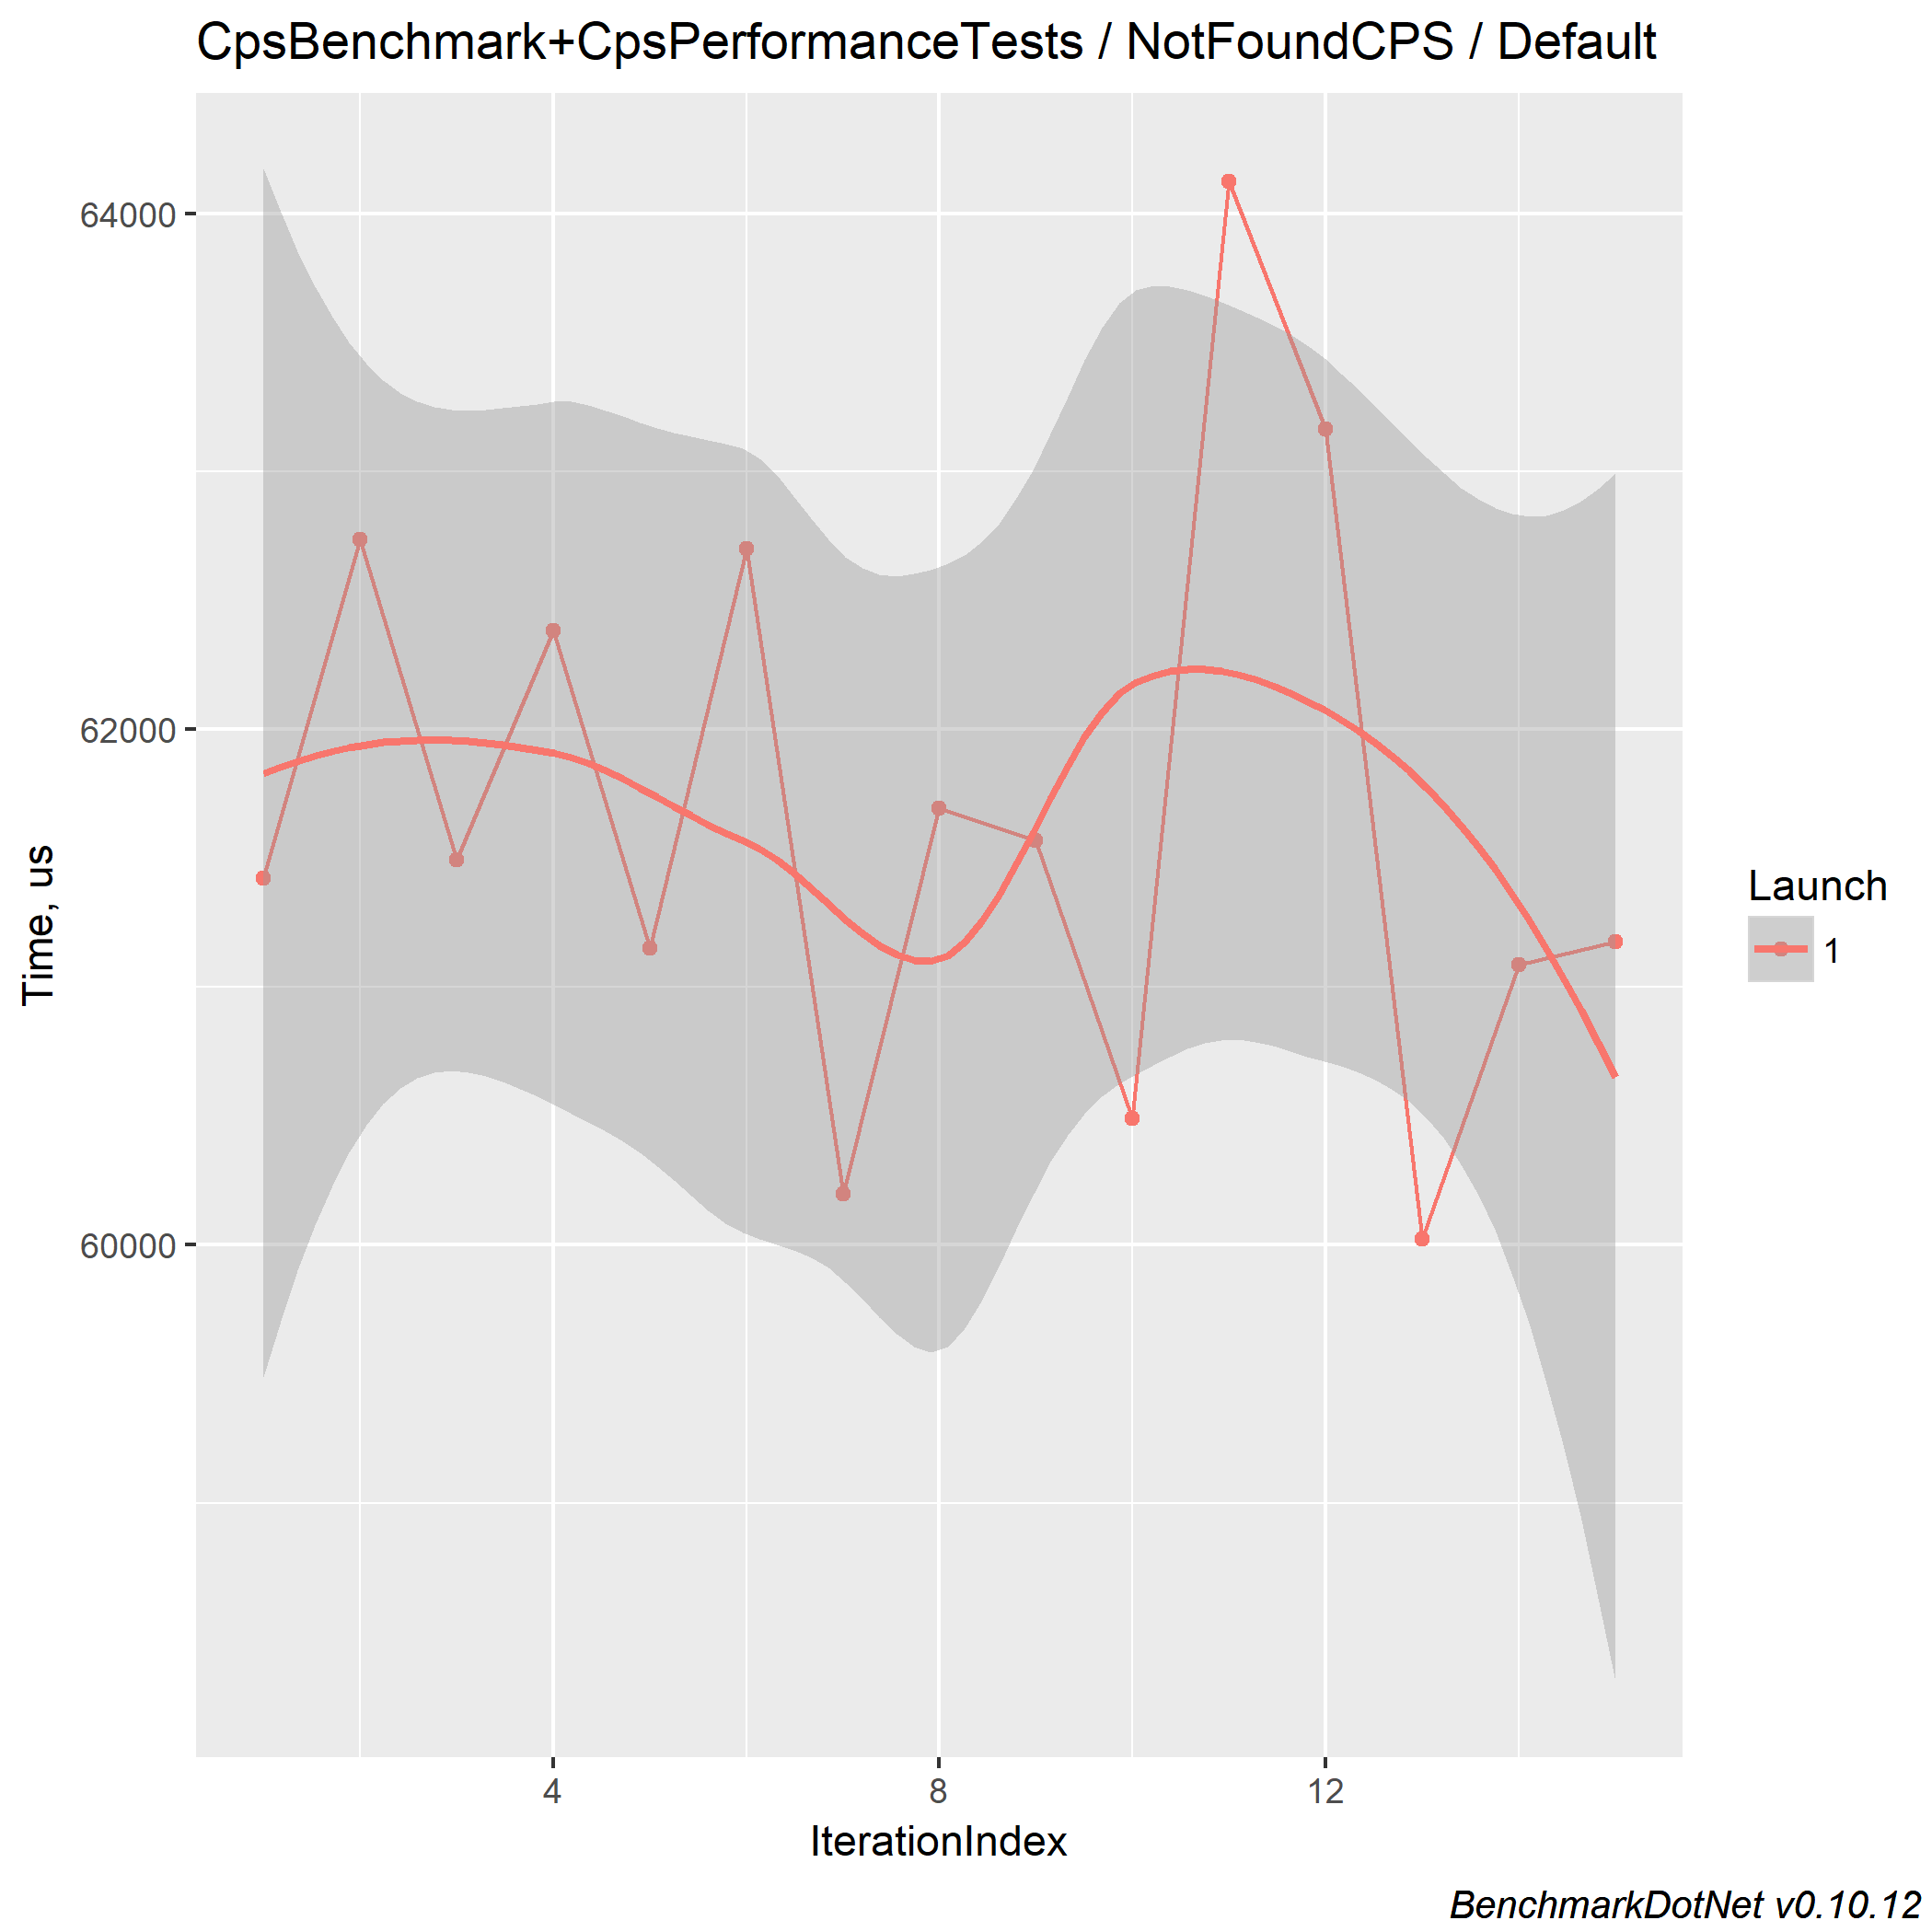 CpsBenchmark+CpsPerformanceTests / NotFoundCPS / Default
64000
62000
60000
Time, us
4 8 12
IterationIndex
Launch
1
BenchmarkDotNet v0.10.12